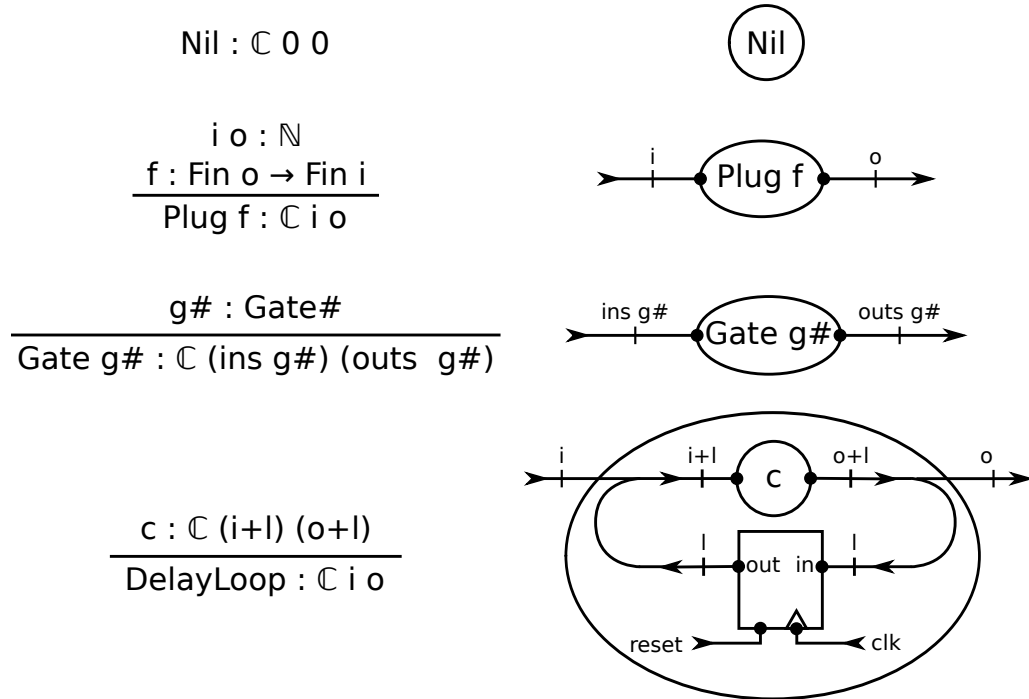 Nil : ℂ 0 0
Nil
i o : ℕ
f : Fin o → Fin i
Plug f : ℂ i o
i
Plug f
o
g# : Gate#
Gate g# : ℂ (ins g#) (outs g#)
ins g#
Gate g#
outs g#
c : ℂ (i+l) (o+l)
DelayLoop : ℂ i o
i
i+l
c
o+l
o
l
l
out in
reset
clk